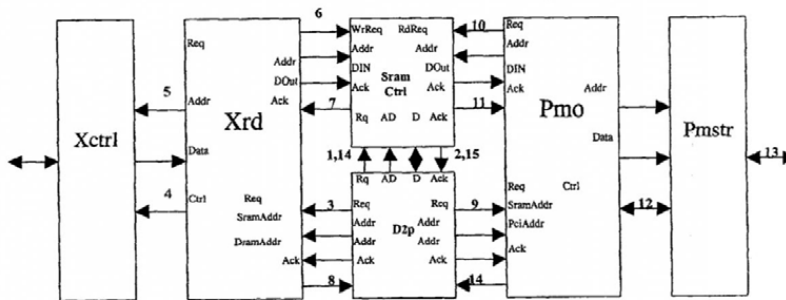 6
10
Req
WrReq RdReq
Req
Addr
Addr
Addr
DIN
DOut
DIN
Addr
DOut
Sram
Ctrl
5
Addr
Ack
Ack
Ack
Ack
7
11
Xctrl
Xrd
Pmo
Pmstr
Rq AD D Ack
Data
Data
1,14
2,15
13
4
Ctrl
Rq AD D Ack
Req
3
Req
Req
9
Req
Ctrl
SramAddr
Addr
Addr
SramAddr
12
D2p
PciAddr
DramAddr
Addr
Addr
Ack
Ack
Ack
Ack
8
14